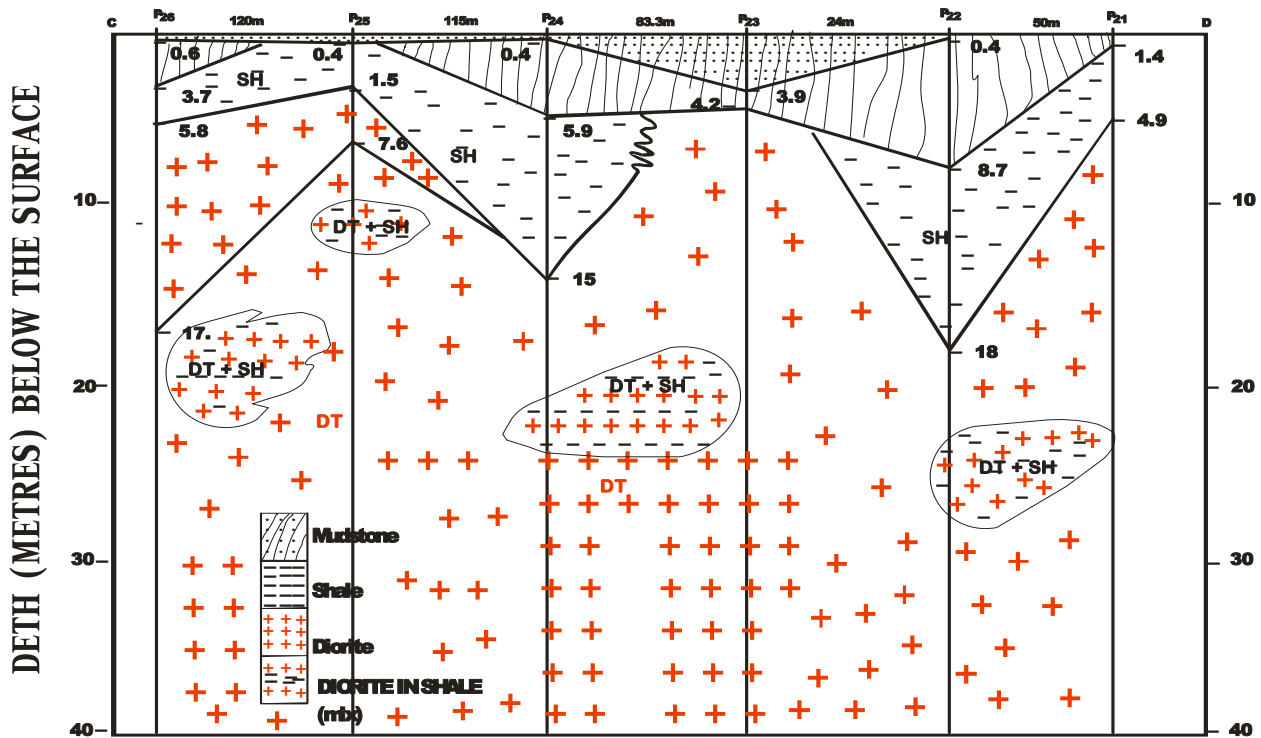 C P26 120m P25 115m P24 83.3m P23 24m P22 50m P21 D
0.6 0.4 0.4 0.4 1.4
SH 1.5
3.7 4.2 3.9
5.8 5.9 4.9
7.6 SH 8.7
10 10
DT + SH SH
15
17. 18
DT + SH
20 DT + SH 20
DT
DT + SH
DT
Mudstone
30 30
Shale
Diorite
DIORITE IN SHALE
(mix)
40 40
DETH (METRES) BELOW THE SURFACE